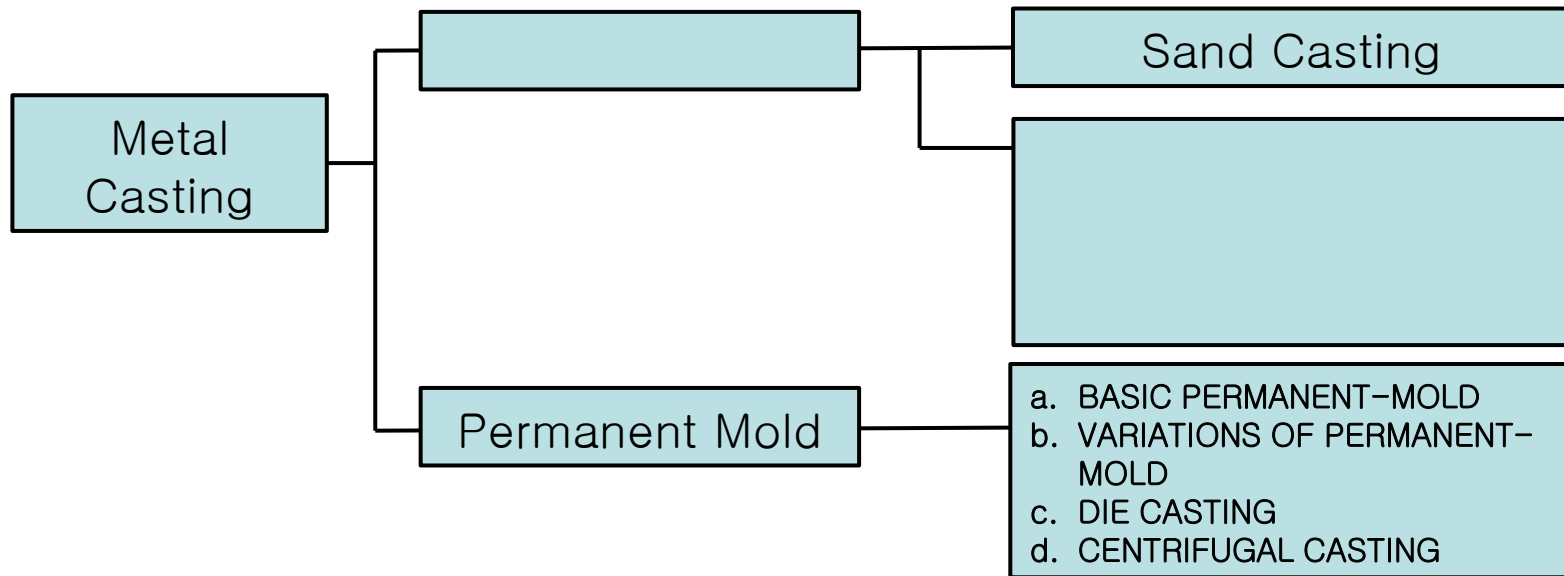 Sand Casting
Metal
Casting
Permanent Mold
a. BASIC PERMANENT-MOLD
b. VARIATIONS OF PERMANENT-
MOLD
c. DIE CASTING
d. CENTRIFUGAL CASTING